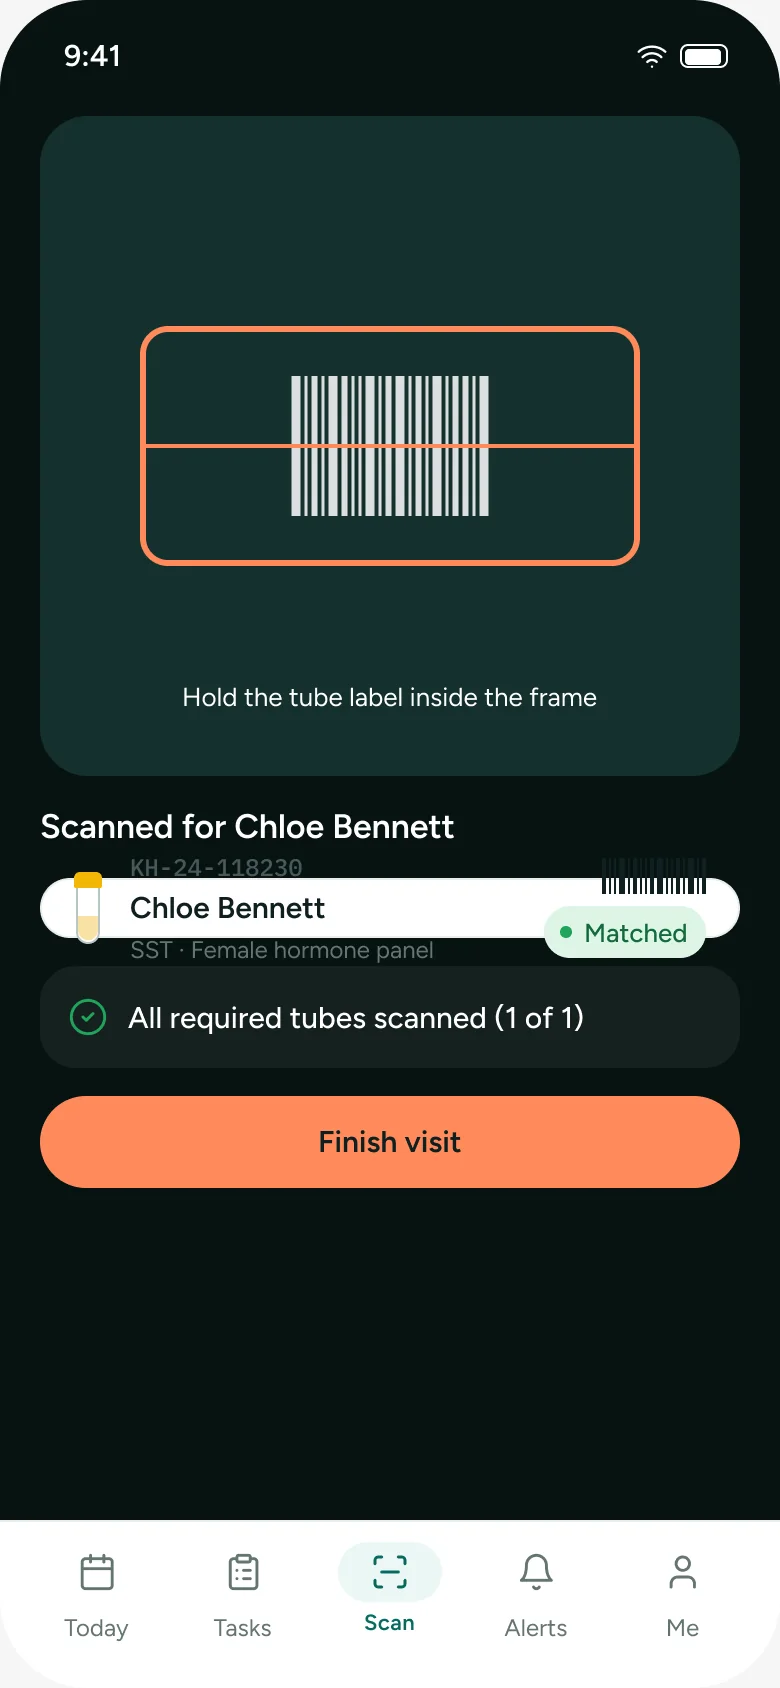 9:41
Hold the tube label inside the frame
Scanned for Chloe Bennett
KH-24-118230
Chloe Bennett
Matched
SST · Female hormone panel
All required tubes scanned (1 of 1)
Finish visit
Today
Tasks
Scan
Alerts
Me